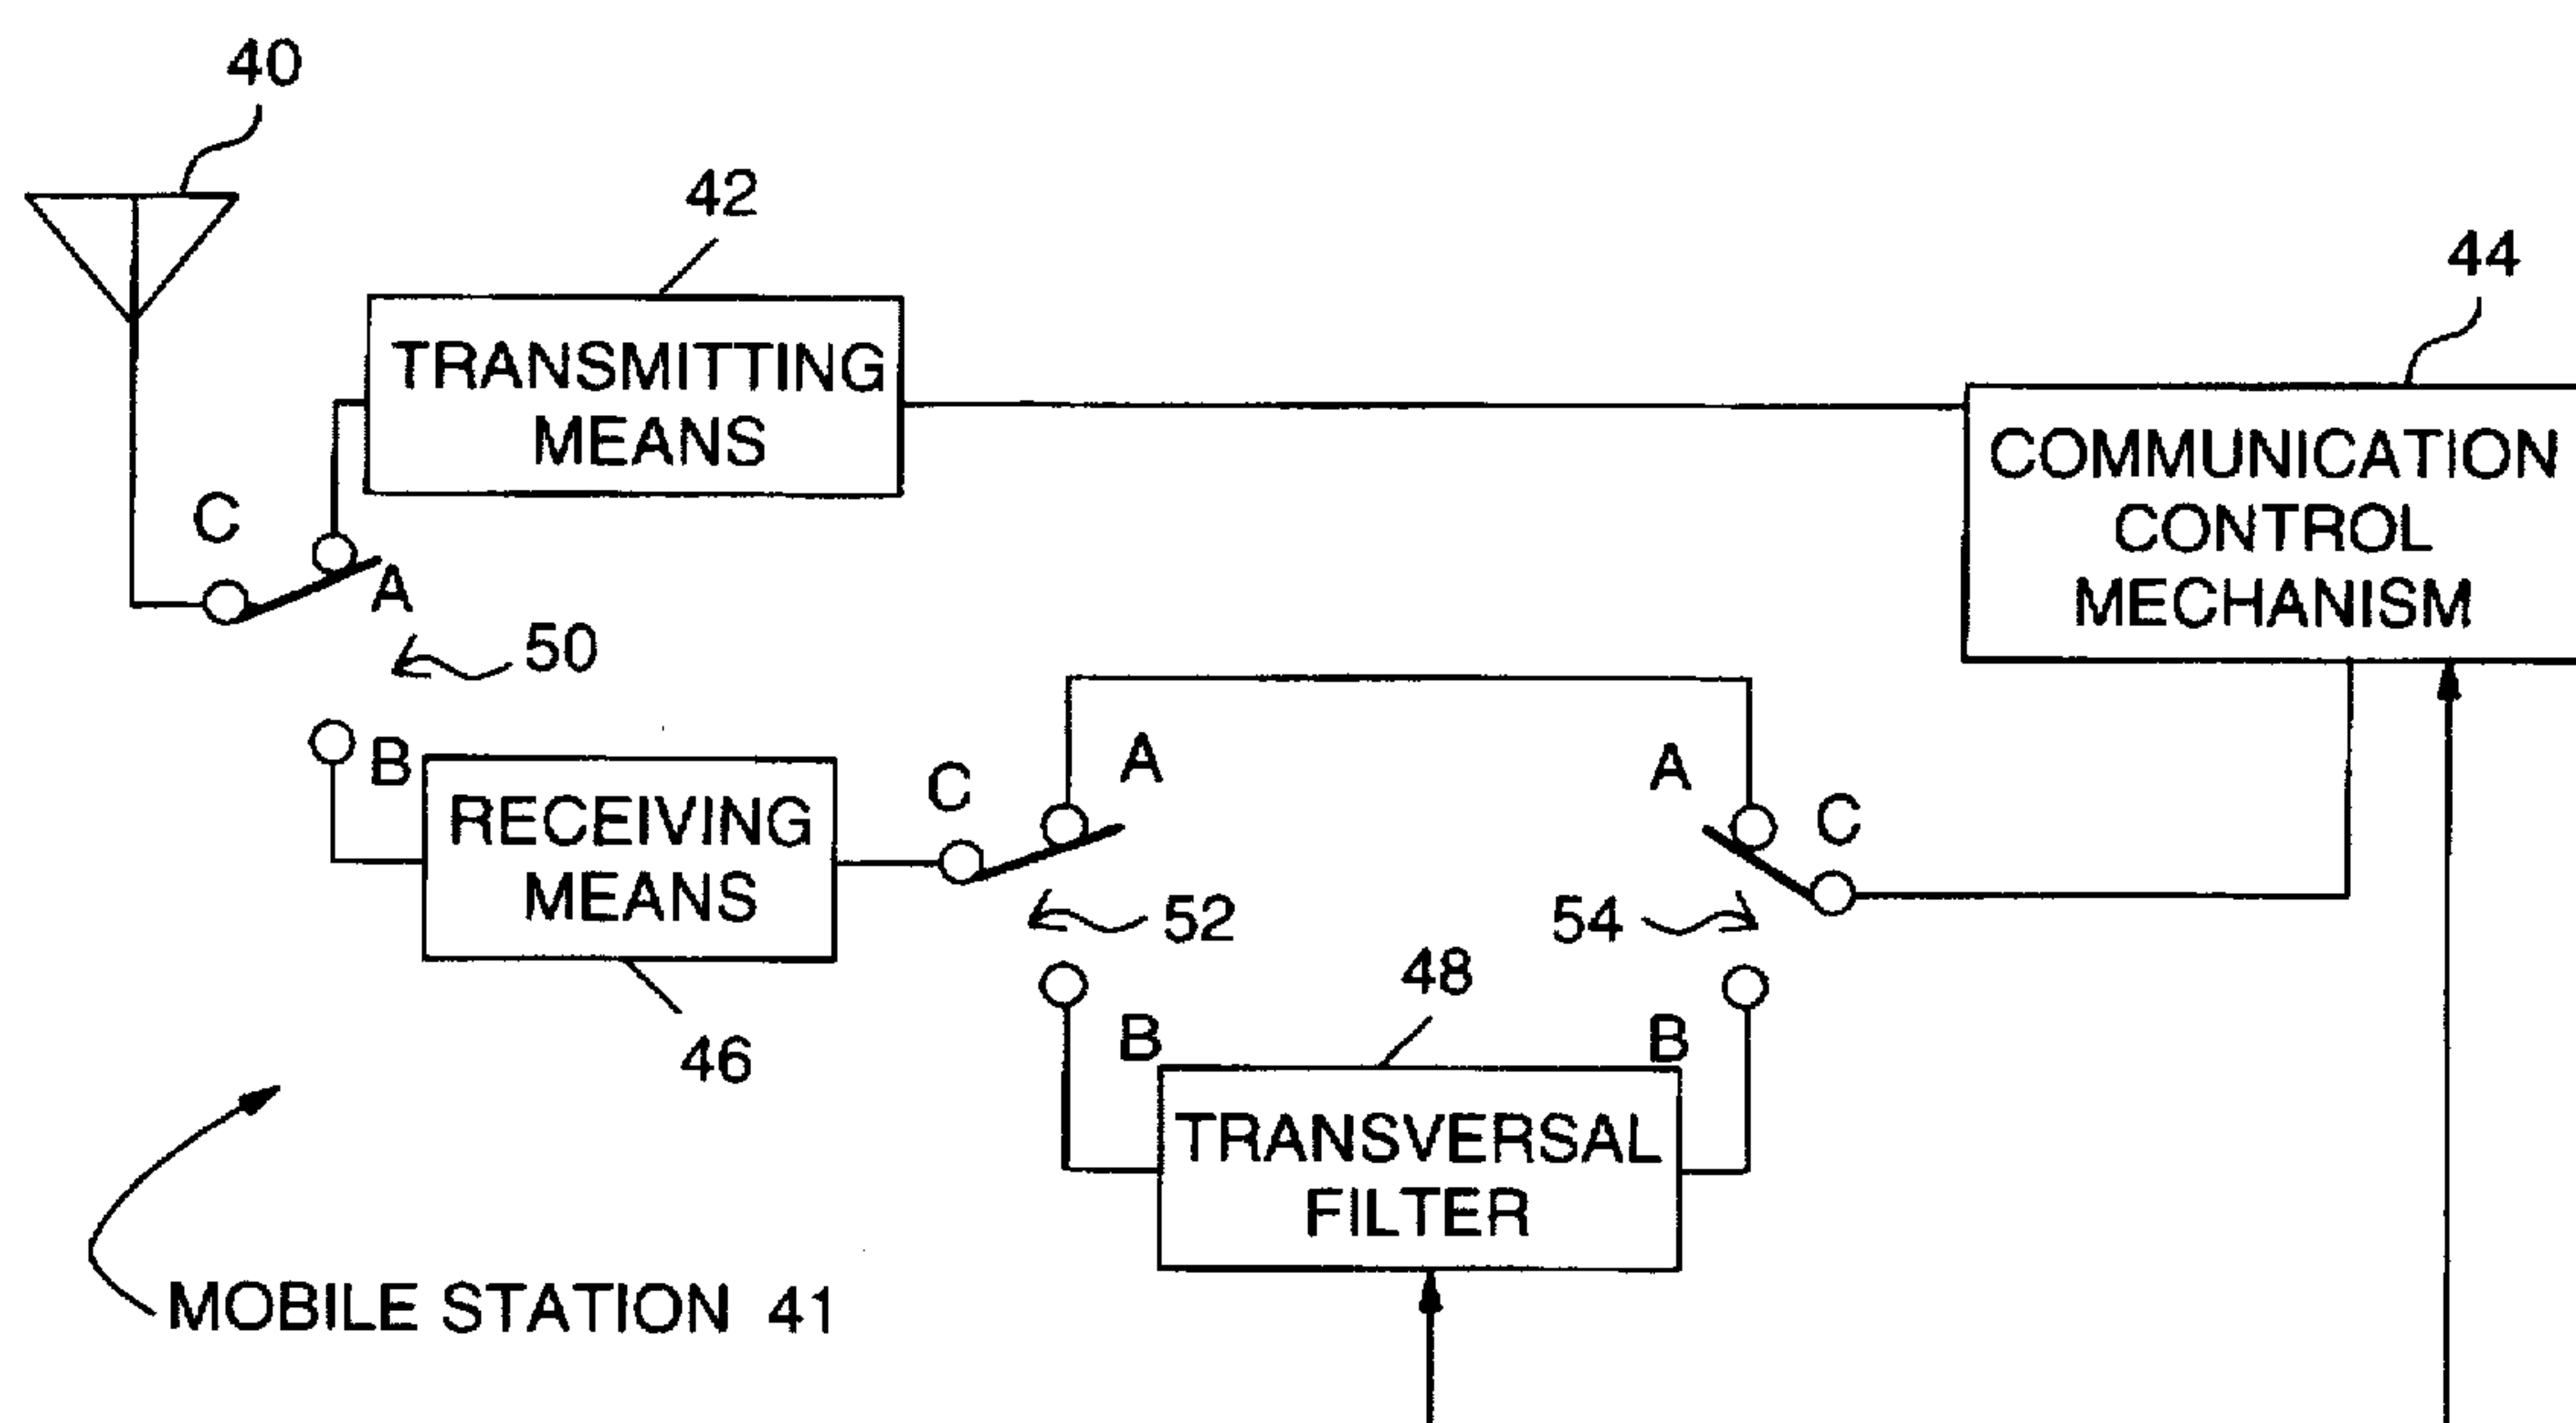 40
42
44
TRANSMITTING
MEANS
COMMUNICATION
CONTROL
MECHANISM
C
A
50
B
RECEIVING
MEANS
46
C
A
52
B
A
C
54
B
48
TRANSVERSAL
FILTER
MOBILE STATION 41